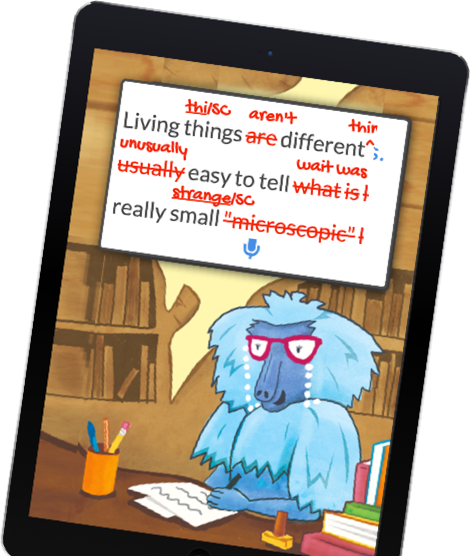 thi/SC aren't
Living things are different
unusually wait was
usually easy to tell what is
strange/SC
really small "microscopic"